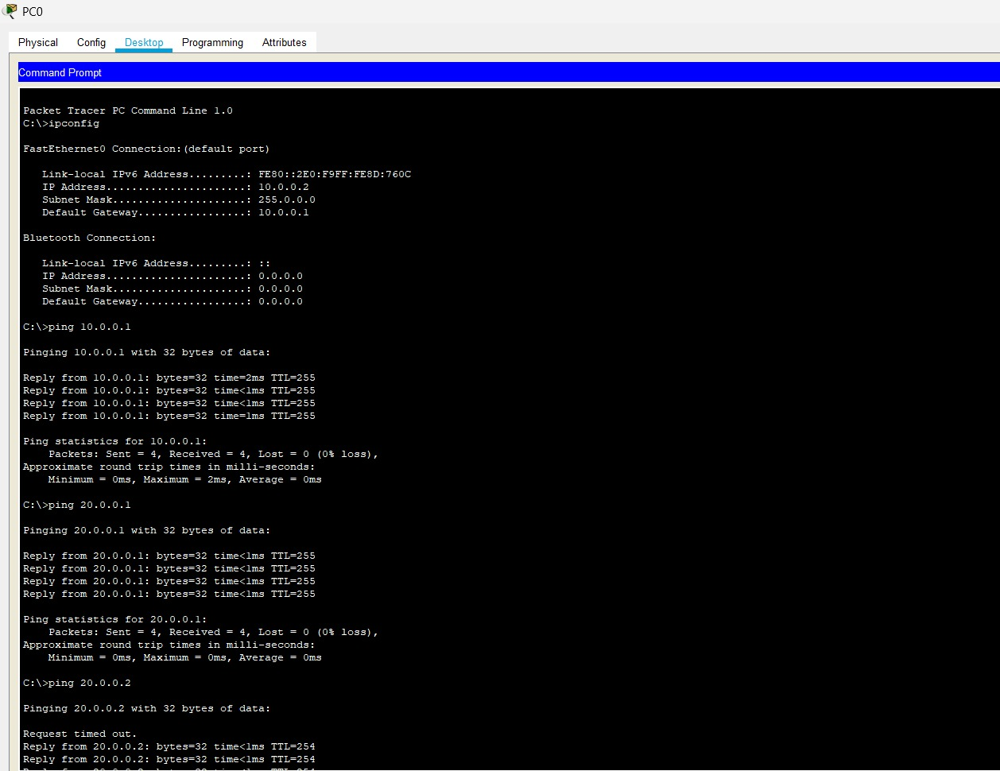 PC0
Physical Config Desktop Programming Attributes
Command Prompt
Packet Tracer PC Command Line 1.0
C:\>ipconfig
FastEthernet0 Connection:(default port)
Link-local IPv6 Address.........: FE80::2E0:F9FF:FE8D:760C
IP Address......................: 10.0.0.2
Subnet Mask.....................: 255.0.0.0
Default Gateway.................: 10.0.0.1
Bluetooth Connection:
Link-local IPv6 Address.........: ::
IP Address......................: 0.0.0.0
Subnet Mask.....................: 0.0.0.0
Default Gateway.................: 0.0.0.0
C:\>ping 10.0.0.1
Pinging 10.0.0.1 with 32 bytes of data:
Reply from 10.0.0.1: bytes=32 time=2ms TTL=255
Reply from 10.0.0.1: bytes=32 time<1ms TTL=255
Reply from 10.0.0.1: bytes=32 time<1ms TTL=255
Reply from 10.0.0.1: bytes=32 time=1ms TTL=255
Ping statistics for 10.0.0.1:
Packets: Sent = 4, Received = 4, Lost = 0 (0% loss),
Approximate round trip times in milli-seconds:
Minimum = 0ms, Maximum = 2ms, Average = 0ms
C:\>ping 20.0.0.1
Pinging 20.0.0.1 with 32 bytes of data:
Reply from 20.0.0.1: bytes=32 time<1ms TTL=255
Reply from 20.0.0.1: bytes=32 time<1ms TTL=255
Reply from 20.0.0.1: bytes=32 time<1ms TTL=255
Reply from 20.0.0.1: bytes=32 time<1ms TTL=255
Ping statistics for 20.0.0.1:
Packets: Sent = 4, Received = 4, Lost = 0 (0% loss),
Approximate round trip times in milli-seconds:
Minimum = 0ms, Maximum = 0ms, Average = 0ms
C:\>ping 20.0.0.2
Pinging 20.0.0.2 with 32 bytes of data:
Request timed out.
Reply from 20.0.0.2: bytes=32 time<1ms TTL=254
Reply from 20.0.0.2: bytes=32 time<1ms TTL=254